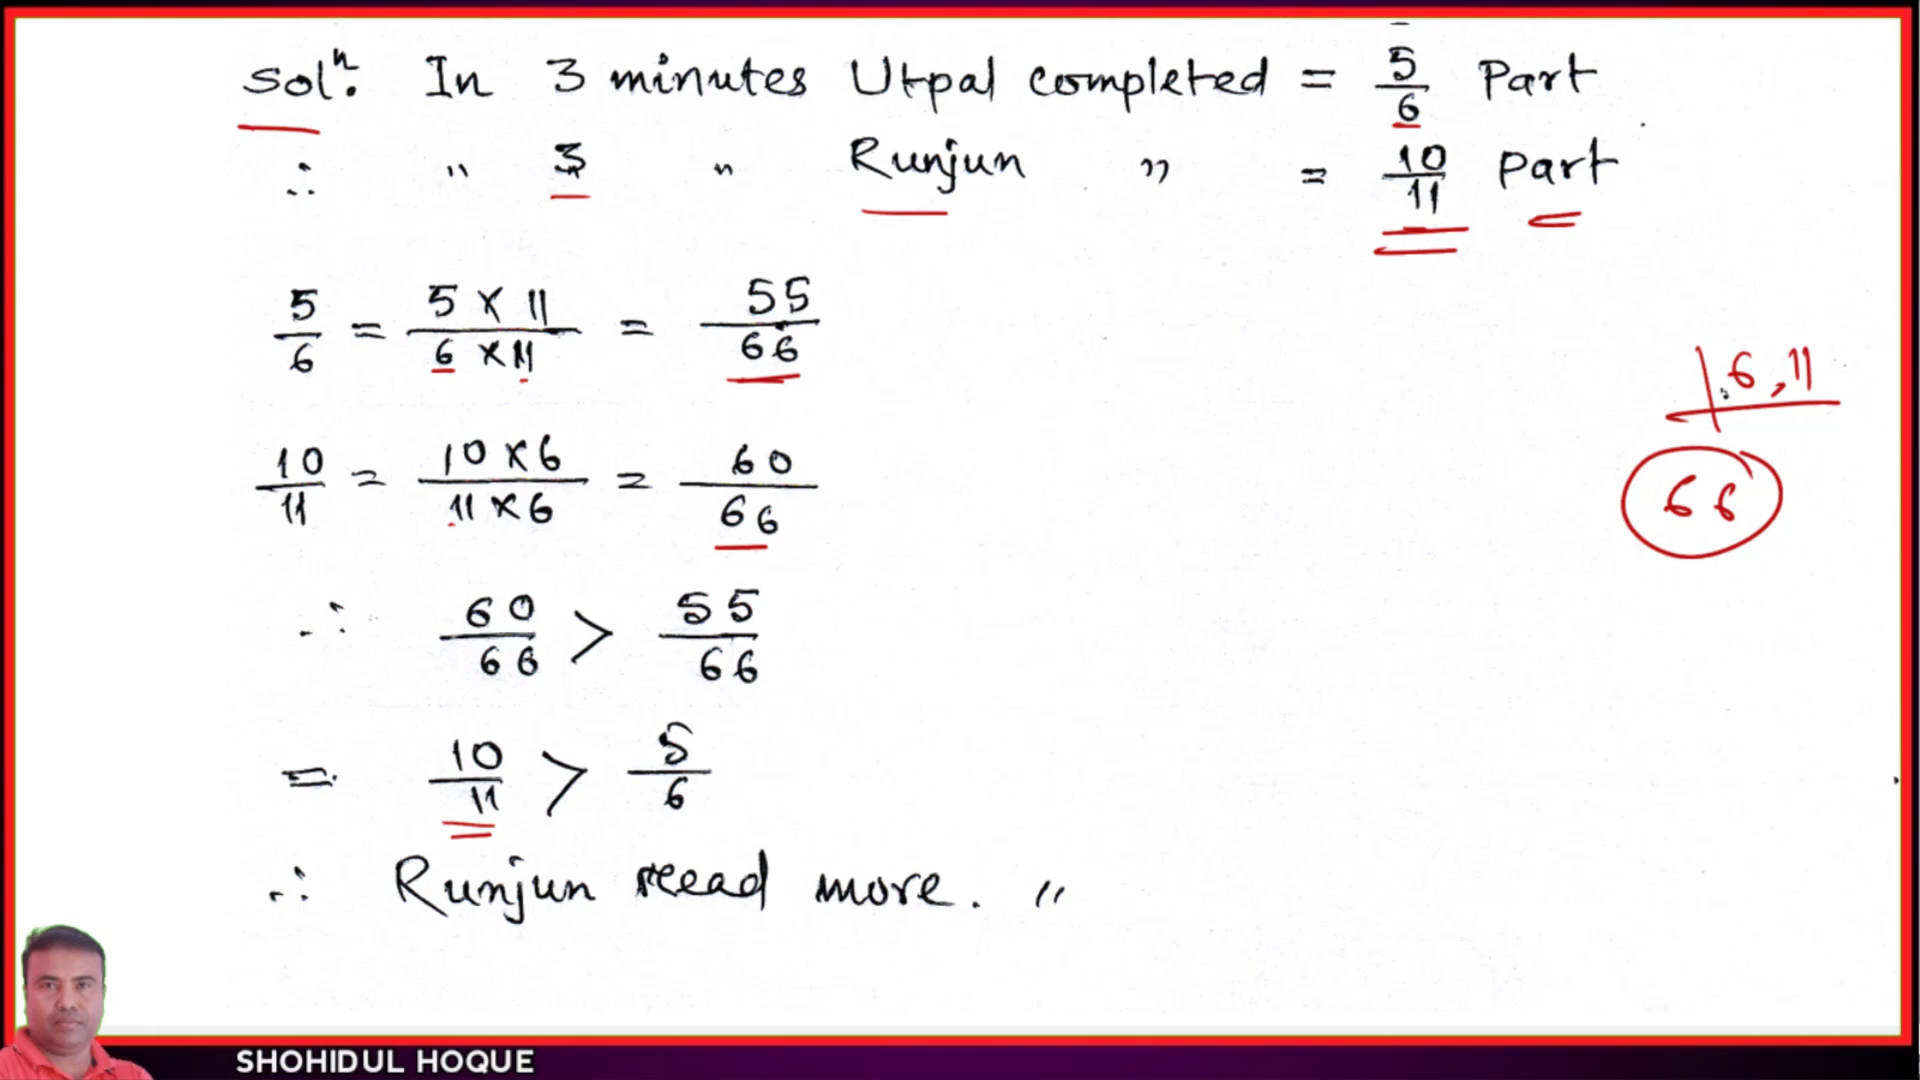 Solⁿ. In 3 minutes Utpal completed = 5/6 Part
∴ " 3 " Runjun " = 10/11 part
5/6 = 5 × 11 / 6 × 11 = 55/66
10/11 = 10 × 6 / 11 × 6 = 60/66
∴ 60/66 > 55/66
= 10/11 > 5/6
∴ Runjun read more. "
6, 11
66
SHOHIDUL HOQUE